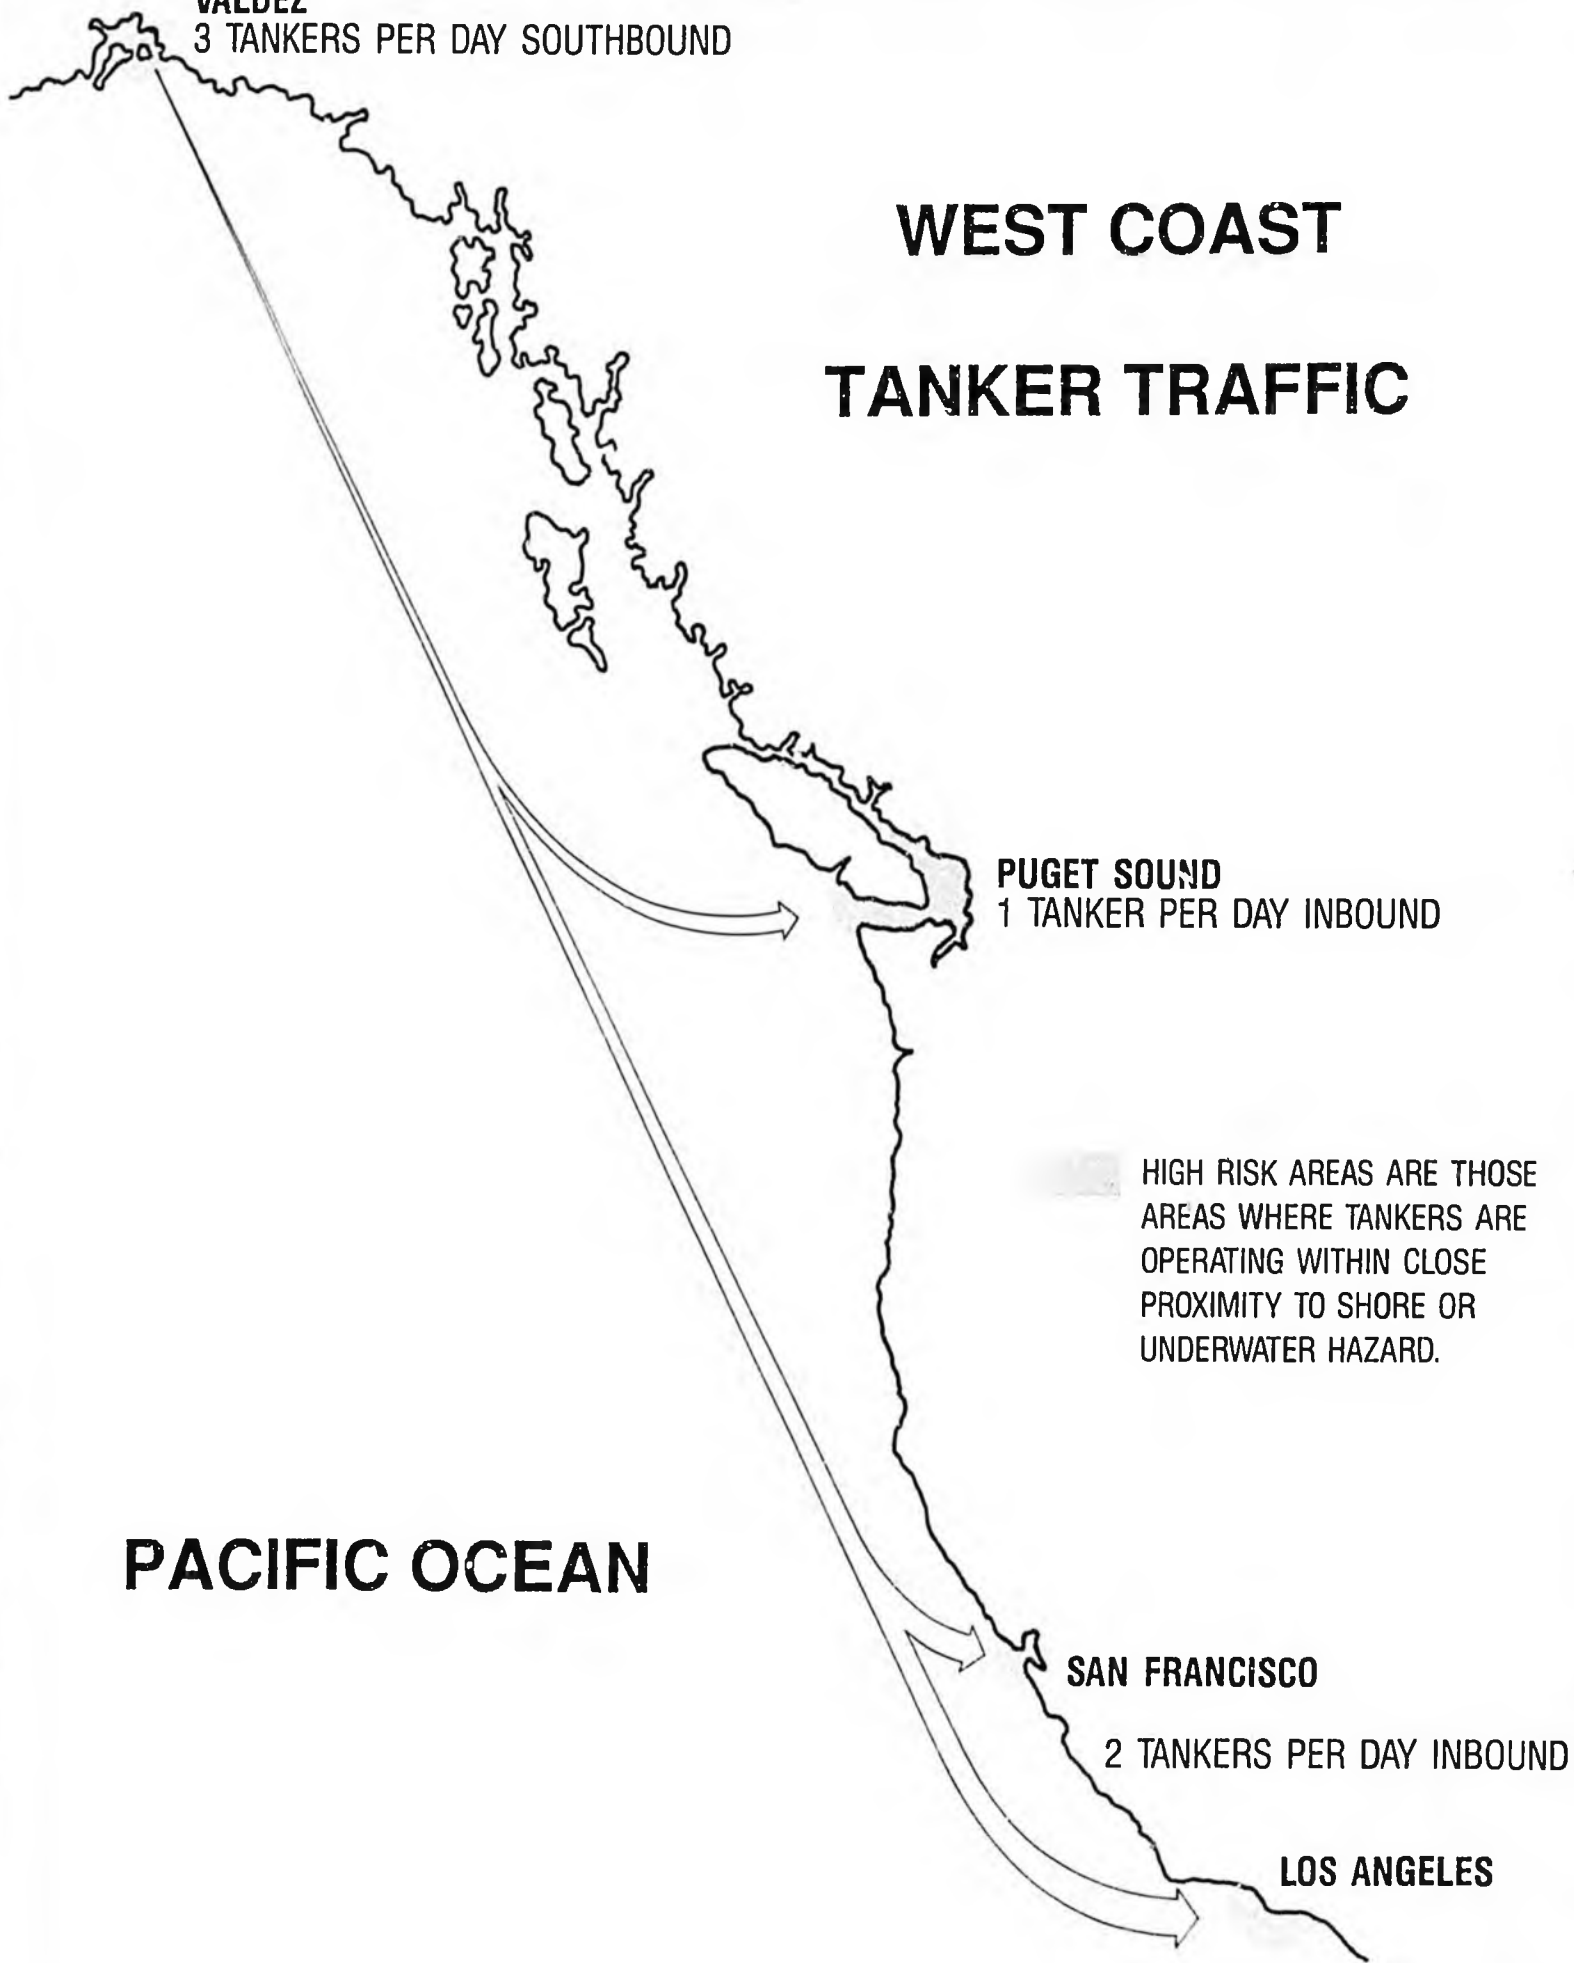 VALDEZ
3 TANKERS PER DAY SOUTHBOUND
WEST COAST
TANKER TRAFFIC
PUGET SOUND
1 TANKER PER DAY INBOUND
HIGH RISK AREAS ARE THOSE
AREAS WHERE TANKERS ARE
OPERATING WITHIN CLOSE
PROXIMITY TO SHORE OR
UNDERWATER HAZARD.
PACIFIC OCEAN
SAN FRANCISCO
2 TANKERS PER DAY INBOUND
LOS ANGELES